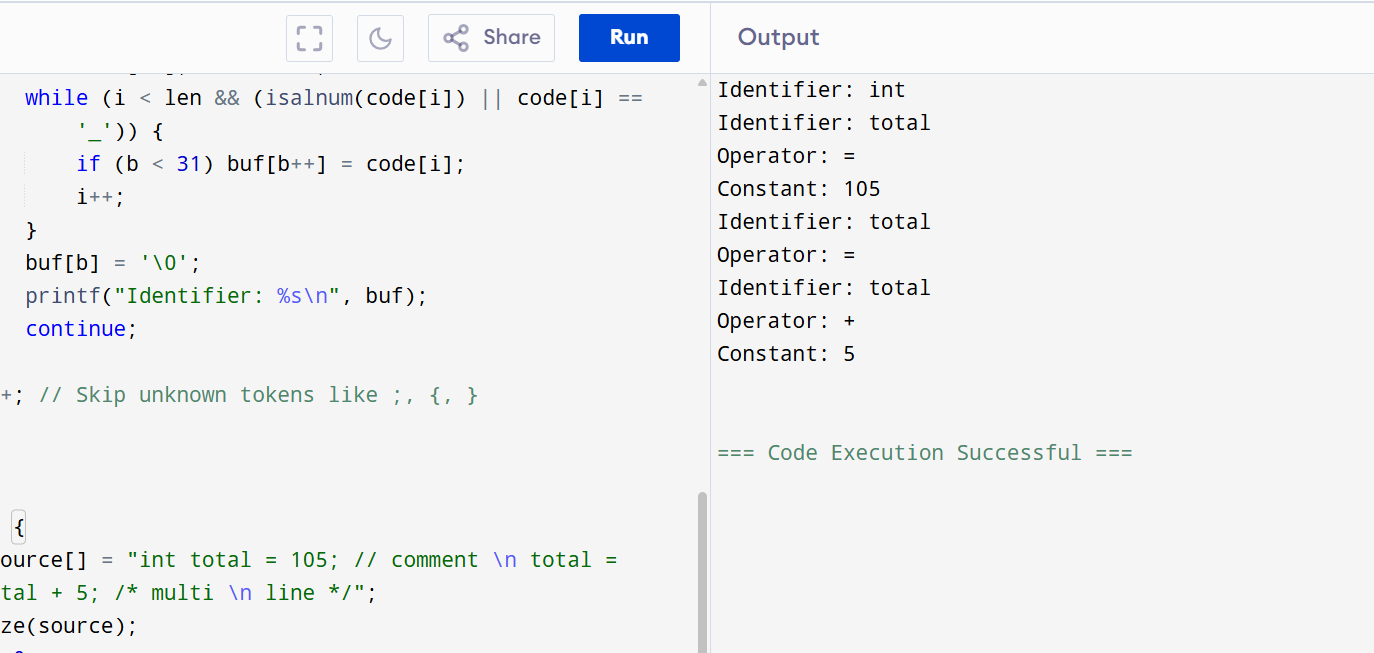 Share
Run
Output
while (i < len && (isalnum(code[i]) || code[i] ==
'_')) {
if (b < 31) buf[b++] = code[i];
i++;
}
buf[b] = '\0';
printf("Identifier: %s\n", buf);
continue;
+; // Skip unknown tokens like ;, {, }
{
ource[] = "int total = 105; // comment \n total =
tal + 5; /* multi \n line */";
ze(source);
Identifier: int
Identifier: total
Operator: =
Constant: 105
Identifier: total
Operator: =
Identifier: total
Operator: +
Constant: 5
=== Code Execution Successful ===